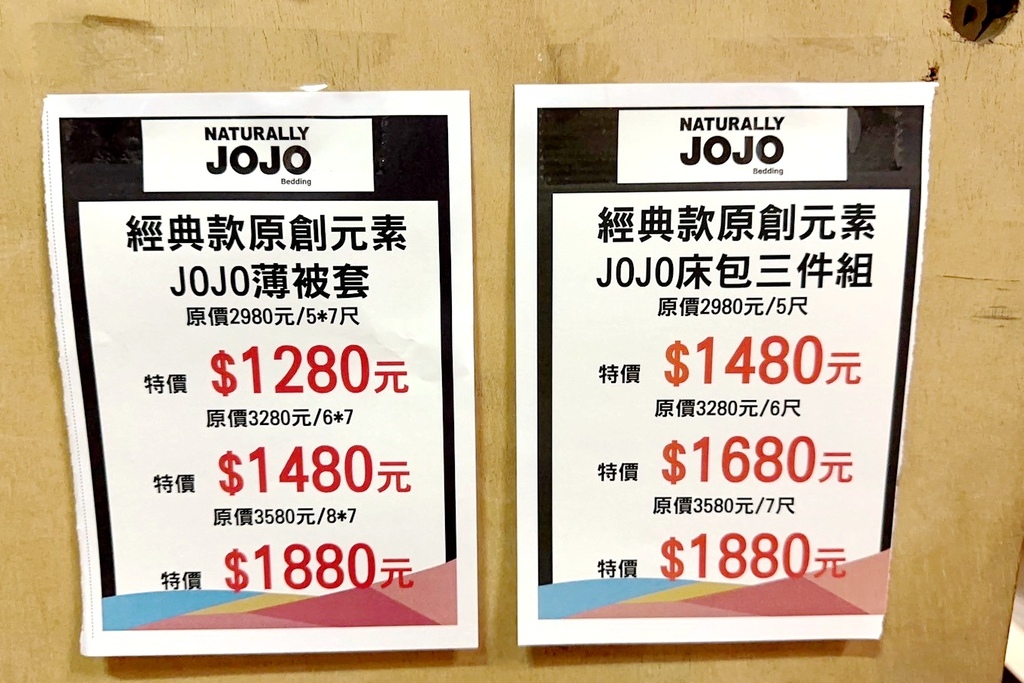 NATURALLY
JOJO
Bedding
經典款原創元素
JOJO薄被套
原價2980元/5*7尺
特價 $1280元
原價3280元/6*7
特價 $1480元
原價3580元/8*7
特價 $1880元
NATURALLY
JOJO
Bedding
經典款原創元素
JOJO床包三件組
原價2980元/5尺
特價 $1480元
原價3280元/6尺
特價 $1680元
原價3580元/7尺
特價 $1880元